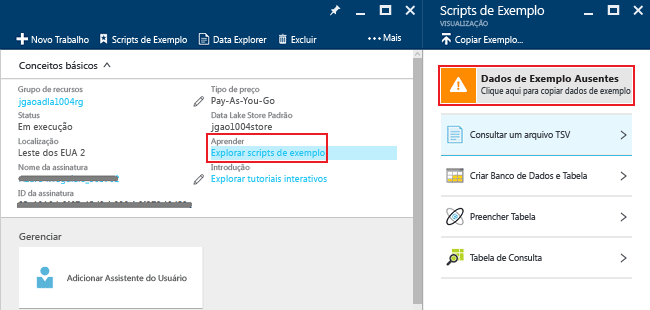 Novo Trabalho
Scripts de Exemplo
Data Explorer
Excluir
Mais
Conceitos básicos
Grupo de recursos
jgaoadla1004rg
Status
Em execução
Localização
Leste dos EUA 2
Nome da assinatura
ID da assinatura
Tipo de preço
Pay-As-You-Go
Data Lake Store Padrão
jgao1004store
Aprender
Explorar scripts de exemplo
Introdução
Explorar tutoriais interativos
Gerenciar
Adicionar Assistente do Usuário
Scripts de Exemplo
VISUALIZAÇÃO
Copiar Exemplo...
Dados de Exemplo Ausentes
Clique aqui para copiar dados de exemplo
Consultar um arquivo TSV
Criar Banco de Dados e Tabela
Preencher Tabela
Tabela de Consulta